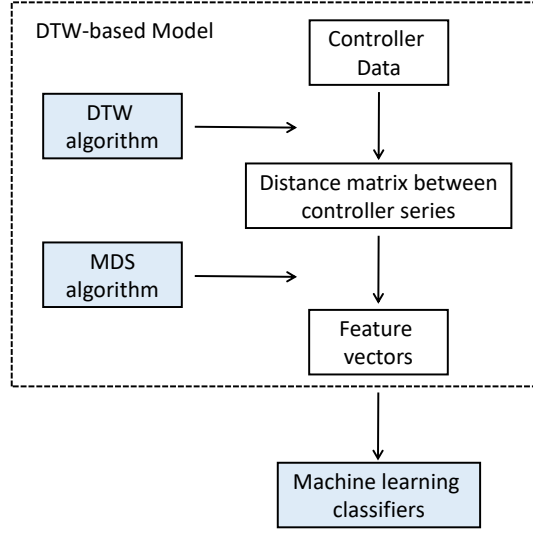 DTW-based Model
Controller
Data
DTW
algorithm
Distance matrix between
controller series
MDS
algorithm
Feature
vectors
Machine learning
classifiers